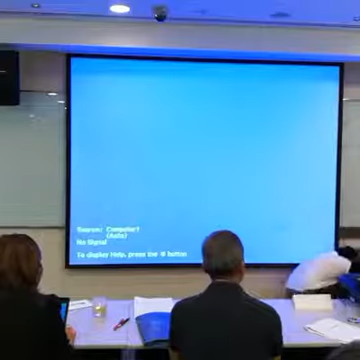 Source: Computer1
(Auto)
No Signal
To display Help, press the ? button